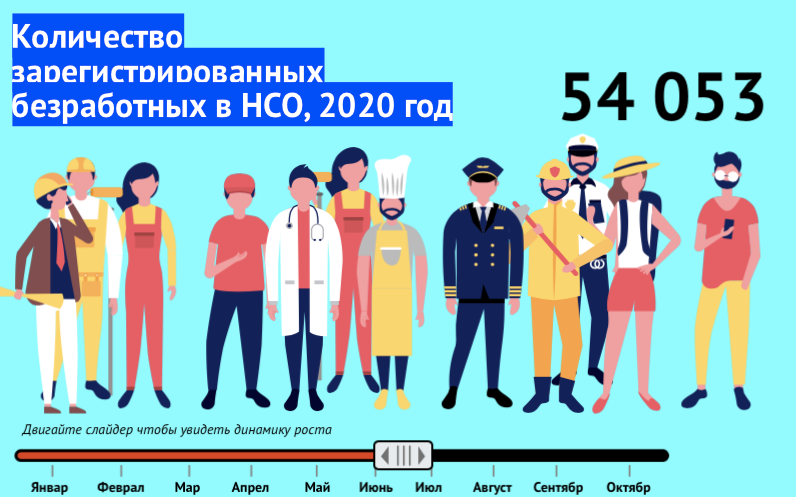 Количество
зарегистрированных
безработных в НСО, 2020 год
54 053
Двигайте слайдер чтобы увидеть динамику роста
Январ Феврал Мар Апрел Май Июнь Июл Август Сентябр Октябр